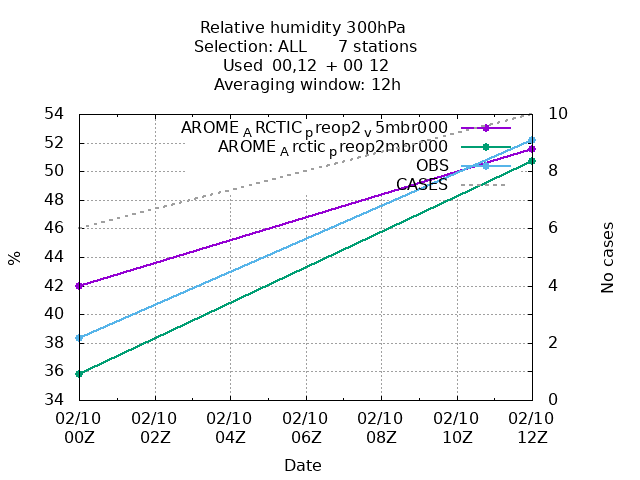 Relative humidity 300hPa
Selection: ALL 7 stations
Used 00,12 + 00 12
Averaging window: 12h
54 10
AROME_ARCTIC_preop2_v5mbr000
52
AROME_Arctic_preop2mbr000
OBS
50 8
CASES
48
46 6
44
42 4
40
38 2
36
34 0
%
No cases
02/10 02/10 02/10 02/10 02/10 02/10 02/10
00Z 02Z 04Z 06Z 08Z 10Z 12Z
Date